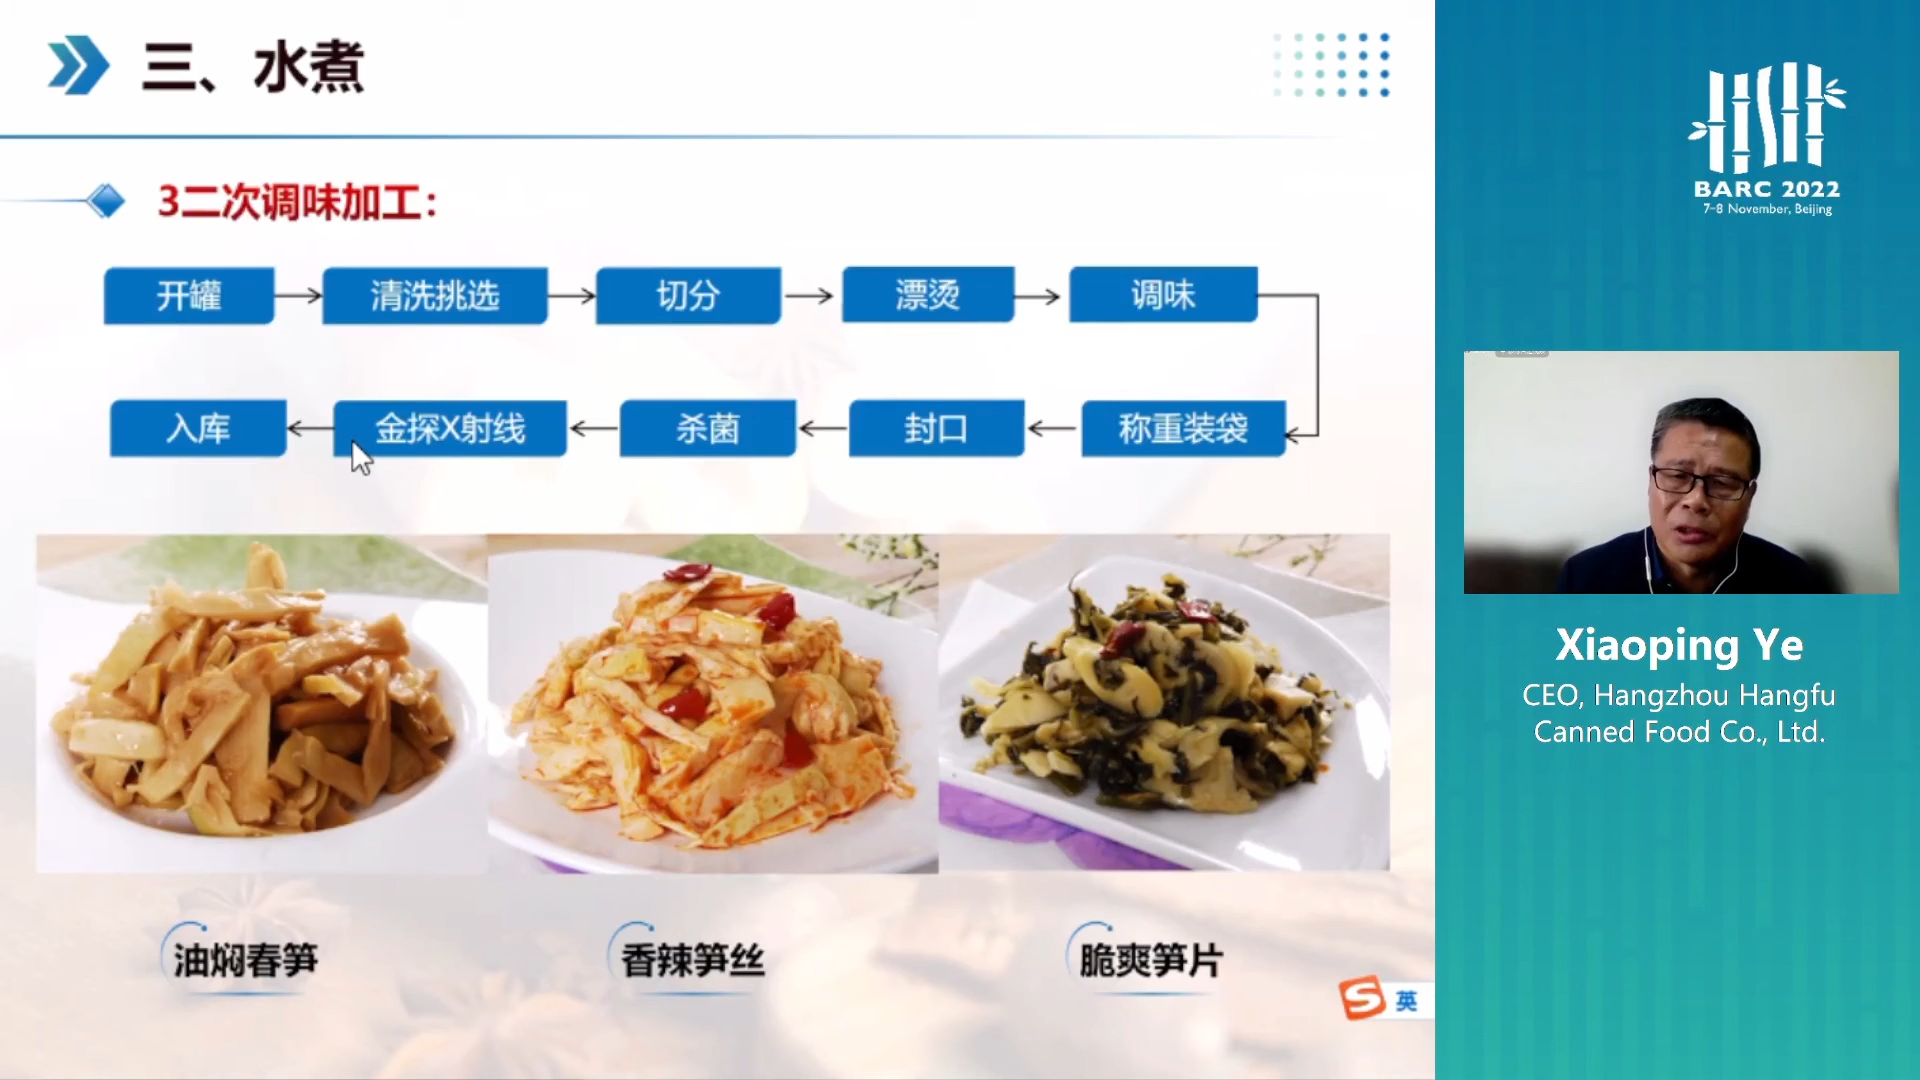 三、水煮
3二次调味加工：
开罐
清洗挑选
切分
漂烫
调味
入库
金探X射线
杀菌
封口
称重装袋
油焖春笋
香辣笋丝
脆爽笋片
S 英
BARC 2022
7-8 November, Beijing
Xiaoping Ye
CEO, Hangzhou Hangfu
Canned Food Co., Ltd.